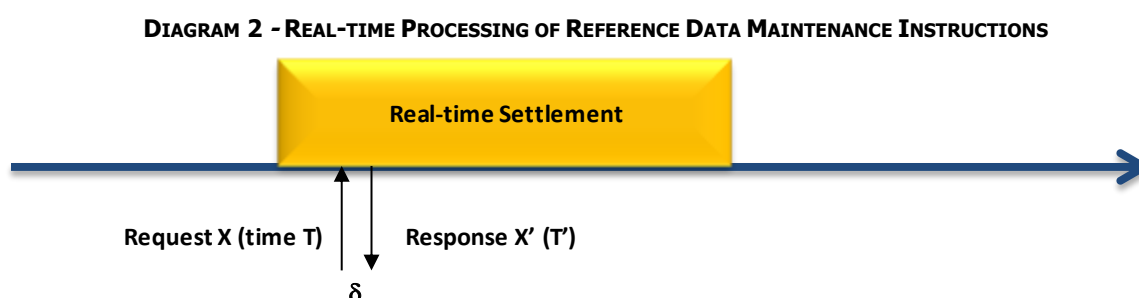 DIAGRAM 2 - REAL-TIME PROCESSING OF REFERENCE DATA MAINTENANCE INSTRUCTIONS
Real-time Settlement
Request X (time T) Response X’ (T’)
δ